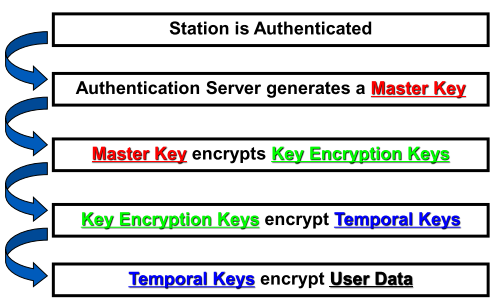 Station is Authenticated
Authentication Server generates a Master Key
Master Key encrypts Key Encryption Keys
Key Encryption Keys encrypt Temporal Keys
Temporal Keys encrypt User Data